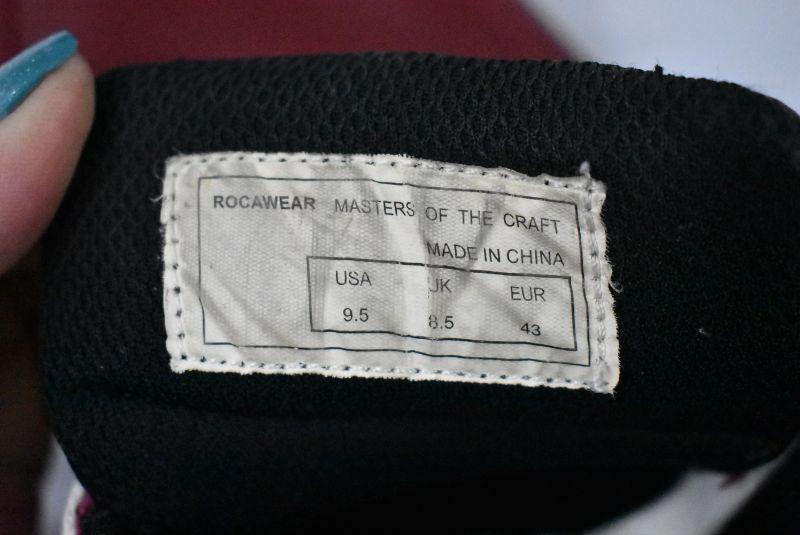 ROCAWEAR MASTERS OF THE CRAFT
MADE IN CHINA
USA UK EUR
9.5 8.5 43